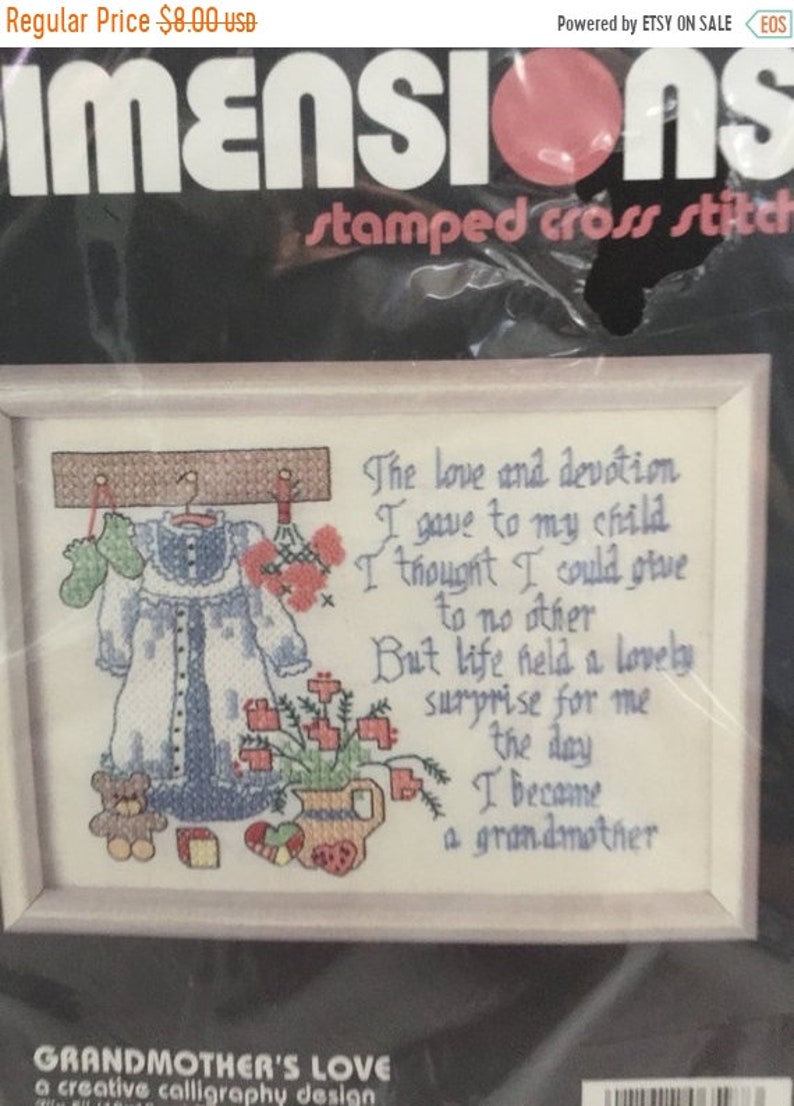 Regular Price $8.00 USD
Powered by ETSY ON SALE EOS
DIMENSIONS
stamped cross stitch
The love and devotion
I gave to my child
I thought I could give
to no other
But life held a lovely
surprise for me
the day
I became
a grandmother
GRANDMOTHER'S LOVE
a creative calligraphy design